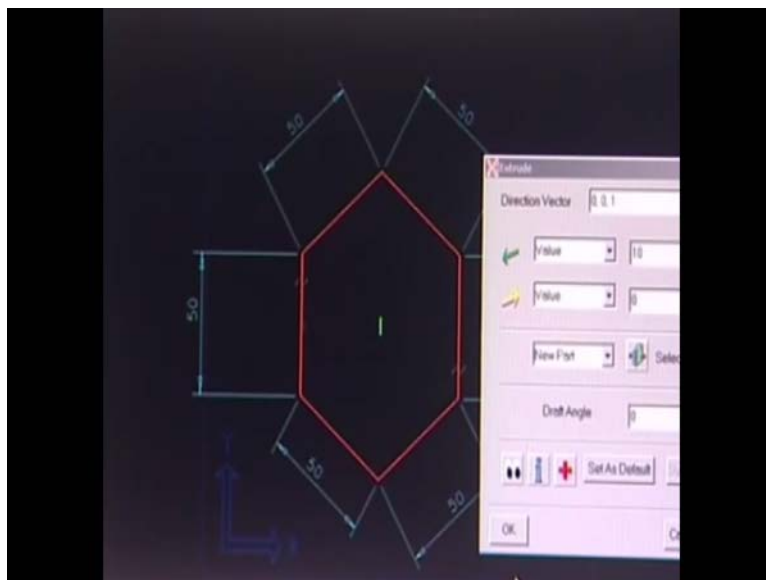 50
50
Extrude
Direction Vector 0, 0, 1
Value 10
50
Value 0
New Part
Draft Angle 0
50
50
Set As Default
OK